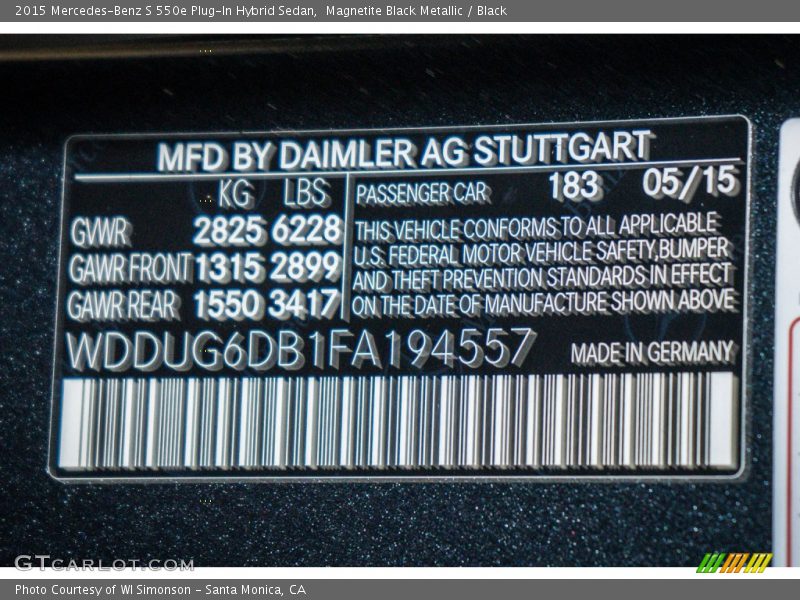 2015 Mercedes-Benz S 550e Plug-In Hybrid Sedan,  Magnetite Black Metallic / Black
MFD BY DAIMLER AG STUTTGART
KG LBS PASSENGER CAR 183 05/15
GVWR 2825 6228 THIS VEHICLE CONFORMS TO ALL APPLICABLE
U.S. FEDERAL MOTOR VEHICLE SAFETY,BUMPER
GAWR FRONT 1315 2899 AND THEFT PREVENTION STANDARDS IN EFFECT
GAWR REAR 1550 3417 ON THE DATE OF MANUFACTURE SHOWN ABOVE
WDDUG6DB1FA194557 MADE IN GERMANY
GTCARLOT.COM
Photo Courtesy of WI Simonson - Santa Monica, CA